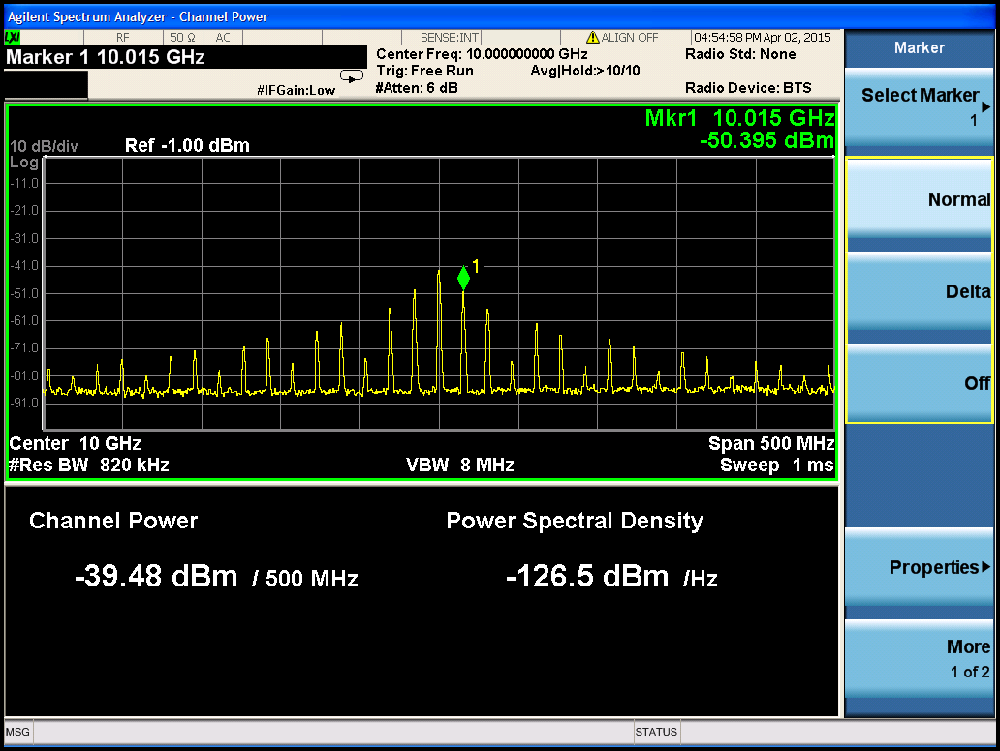 Agilent Spectrum Analyzer - Channel Power
LXI RF 50 Ω AC SENSE:INT ALIGN OFF 04:54:58 PM Apr 02, 2015
Marker 1 10.015 GHz
Center Freq: 10.000000000 GHz Radio Std: None
Trig: Free Run Avg|Hold:>10/10
#IFGain:Low #Atten: 6 dB Radio Device: BTS
Mkr1 10.015 GHz
-50.395 dBm
10 dB/div Ref -1.00 dBm
Log
-11.0
-21.0
-31.0
-41.0
1
-51.0
-61.0
-71.0
-81.0
-91.0
Center 10 GHz Span 500 MHz
#Res BW 820 kHz VBW 8 MHz Sweep 1 ms
Channel Power Power Spectral Density
-39.48 dBm / 500 MHz -126.5 dBm /Hz
MSG STATUS
Marker
Select Marker
1
Normal
Delta
Off
Properties
More
1 of 2